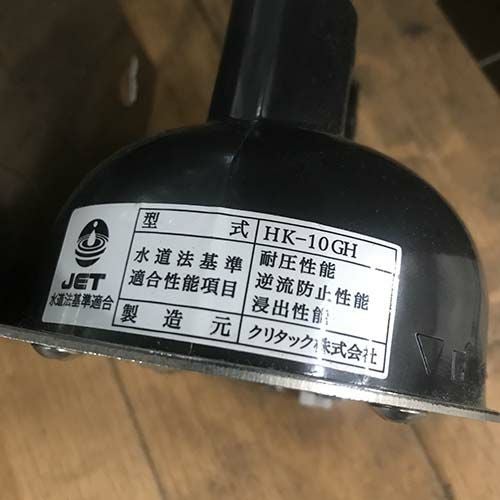 型式 HK-10GH
水道法基準 耐圧性能
適合性能項目 逆流防止性能
浸出性能
製造元 クリタック株式会社
JET
水道法基準適合